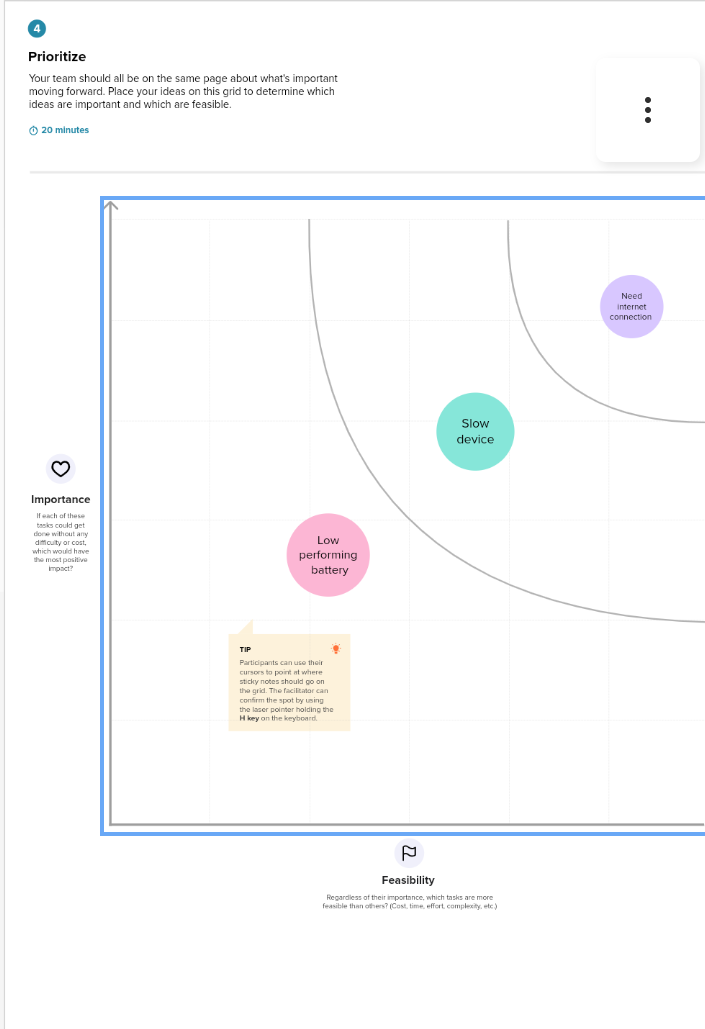 4
Prioritize
Your team should all be on the same page about what's important
moving forward. Place your ideas on this grid to determine which
ideas are important and which are feasible.
20 minutes
Need
internet
connection
Slow
device
Importance
If each of these
tasks could get
done without any
difficulty or cost,
which would have
the most positive
impact?
Low
performing
battery
TIP
Participants can use their
cursors to point at where
sticky notes should go on
the grid. The facilitator can
confirm the spot by using
the laser pointer holding the
H key on the keyboard.
Feasibility
Regardless of their importance, which tasks are more
feasible than others? (Cost, time, effort, complexity, etc.)